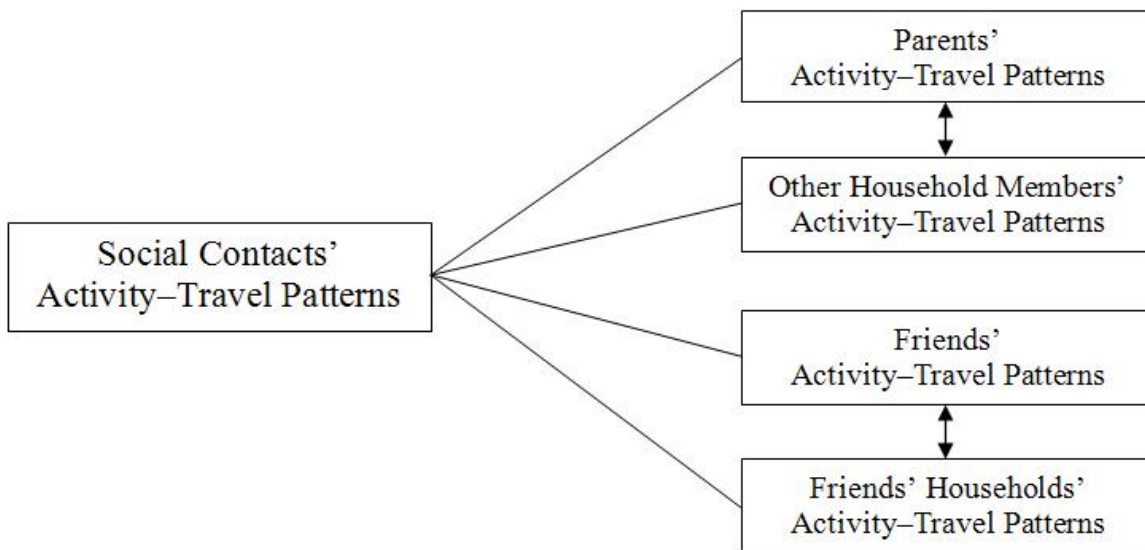 Parents’
Activity–Travel Patterns
Other Household Members’
Activity–Travel Patterns
Social Contacts’
Activity–Travel Patterns
Friends’
Activity–Travel Patterns
Friends’ Households’
Activity–Travel Patterns